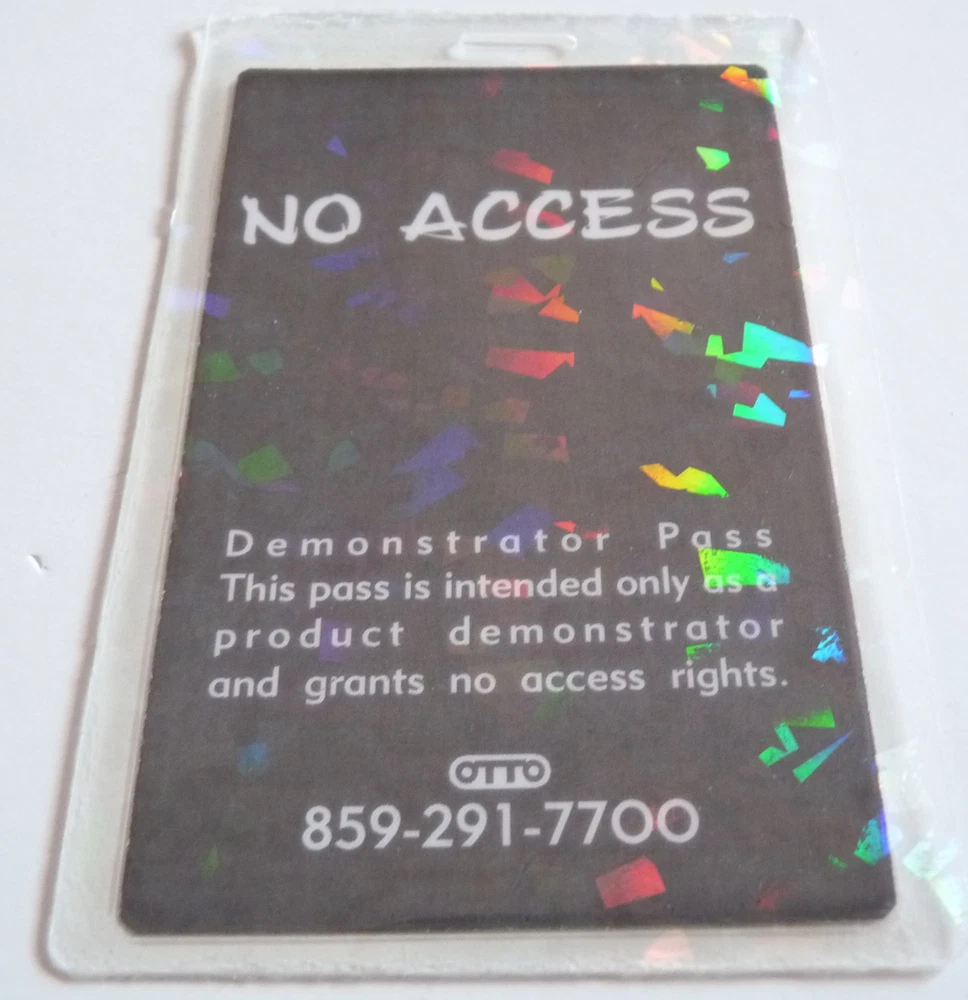 NO ACCESS
Demonstrator Pass
This pass is intended only as a
product demonstrator
and grants no access rights.
OTTO
859-291-7700